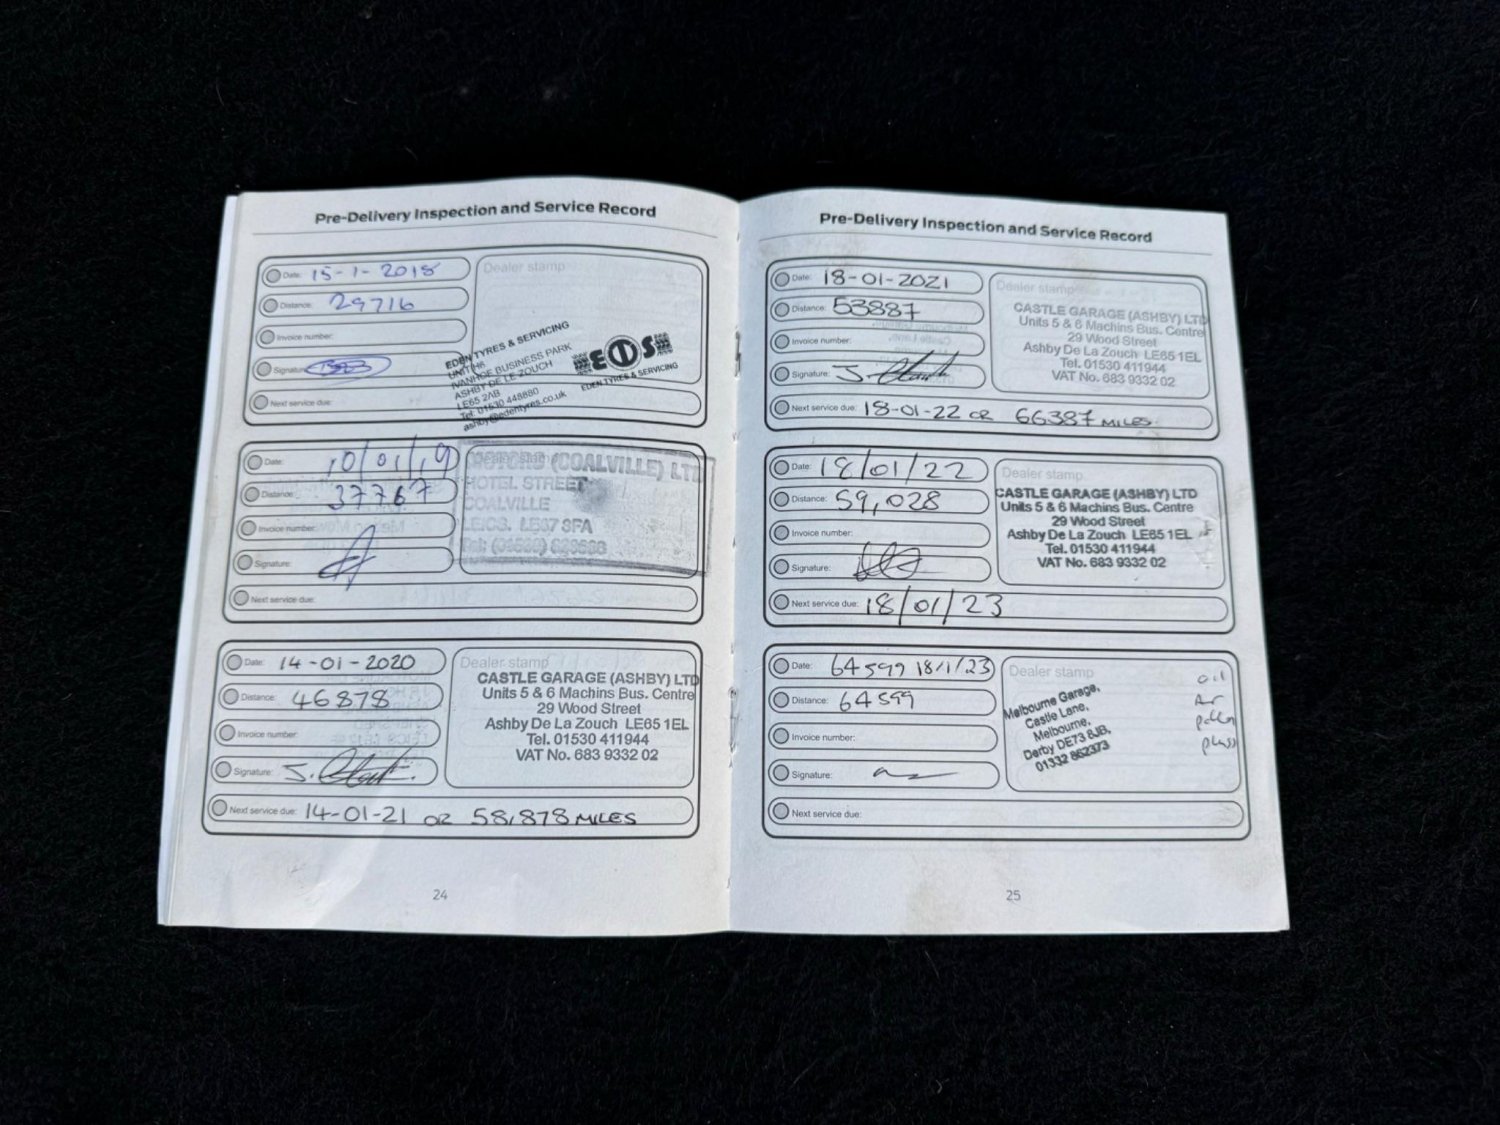 Pre-Delivery Inspection and Service Record
Date: 15-1-2018
Distance: 29716
Invoice number:
Signature:
Next service due:
Dealer stamp
EDEN TYRES & SERVICING
UNIT H6
IVANHOE BUSINESS PARK
ASHBY DE LE ZOUCH
LE65 2AB
Tel: 01530 448880
ashby@edentyres.co.uk
EDEN TYRES & SERVICING
Date: 10/01/19
Distance: 37767
Invoice number:
Signature:
Next service due:
MOTORS (COALVILLE) LTD
HOTEL STREET
COALVILLE
LEICS. LE67 3FA
Date: 14-01-2020
Distance: 46878
Invoice number:
Signature:
Next service due: 14-01-21 OR 58,878 MILES
Dealer stamp
CASTLE GARAGE (ASHBY) LTD
Units 5 & 6 Machins Bus. Centre
29 Wood Street
Ashby De La Zouch LE65 1EL
Tel. 01530 411944
VAT No. 683 9332 02
24
Pre-Delivery Inspection and Service Record
Date: 18-01-2021
Distance: 53887
Invoice number:
Signature:
Next service due: 18-01-22 OR 66387 MILES
Dealer stamp
CASTLE GARAGE (ASHBY) LTD
Units 5 & 6 Machins Bus. Centre
29 Wood Street
Ashby De La Zouch LE65 1EL
Tel. 01530 411944
VAT No. 683 9332 02
Date: 18/01/22
Distance: 59,028
Invoice number:
Signature:
Next service due: 18/01/23
Dealer stamp
CASTLE GARAGE (ASHBY) LTD
Units 5 & 6 Machins Bus. Centre
29 Wood Street
Ashby De La Zouch LE65 1EL
Tel. 01530 411944
VAT No. 683 9332 02
Date: 64599 18/1/23
Distance: 64599
Invoice number:
Signature:
Next service due:
Dealer stamp
Melbourne Garage,
Castle Lane,
Melbourne,
Derby DE73 8JB,
01332 862373
oil
Air
pollen
plugs
25